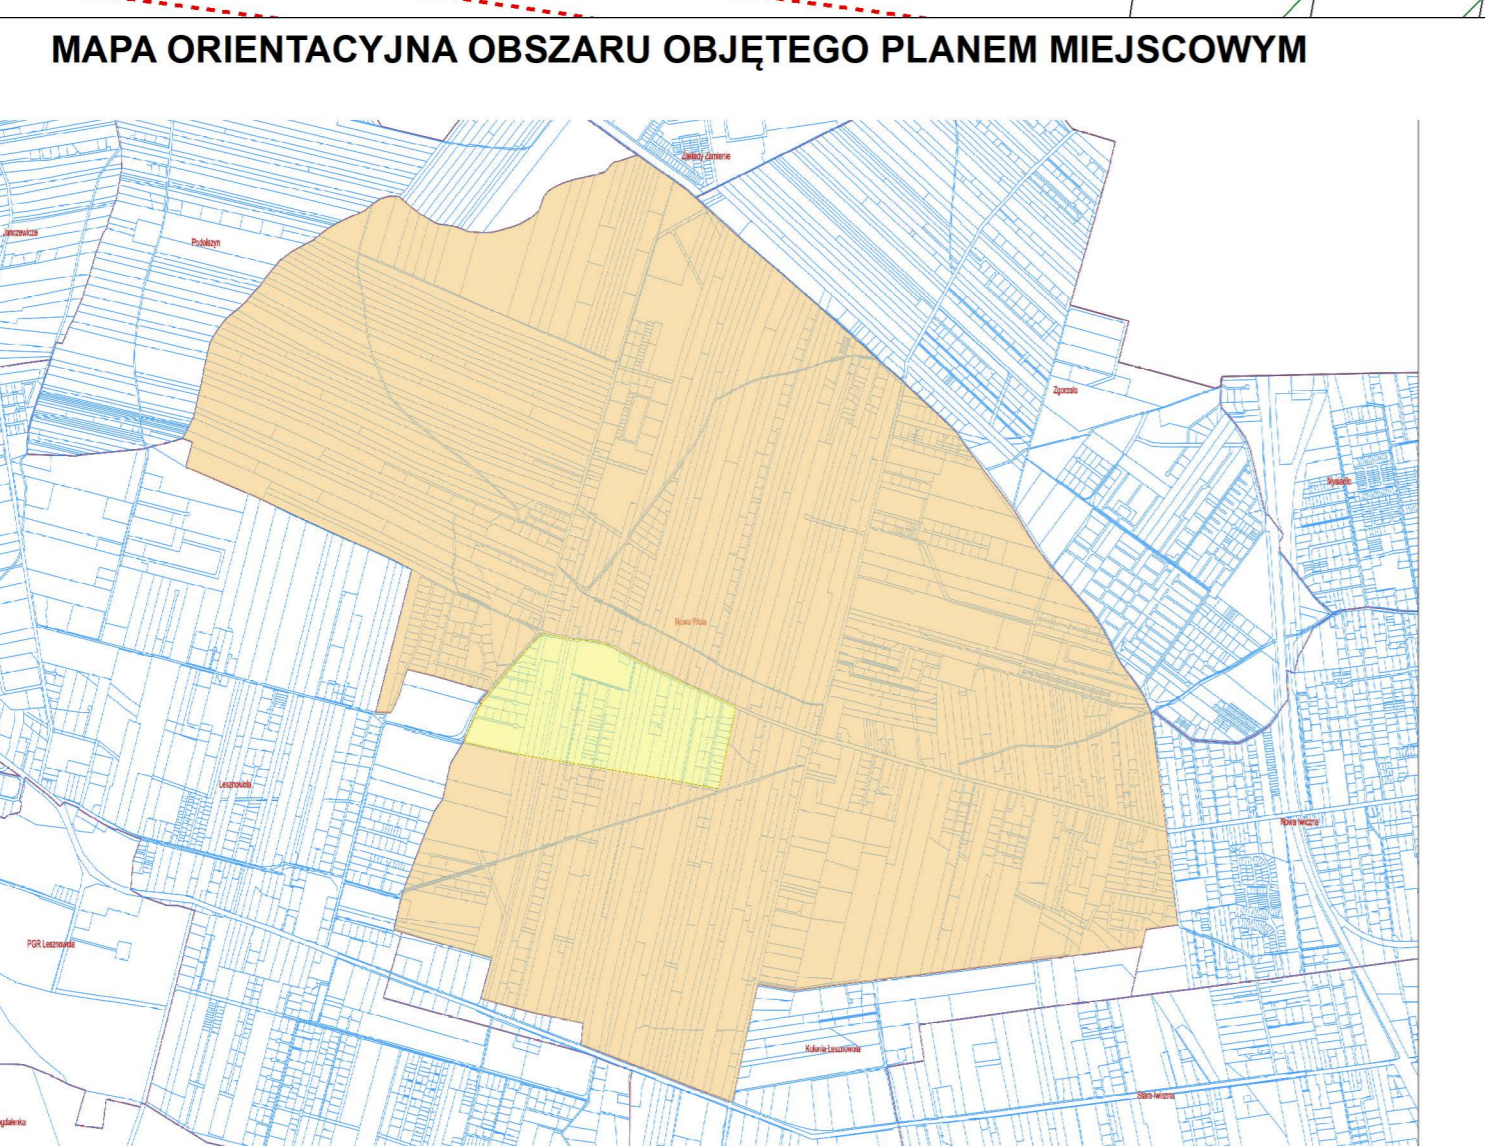 MAPA ORIENTACYJNA OBSZARU OBJĘTEGO PLANEM MIEJSCOWYM
Zakłady Zamienie
Janczewice
Podolszyn
Zgorzała
Mysiadło
Nowa Wola
Lesznowola
Nowa Iwiczna
PGR Lesznowola
Kolonia Lesznowola
Stara Iwiczna
gdalenka